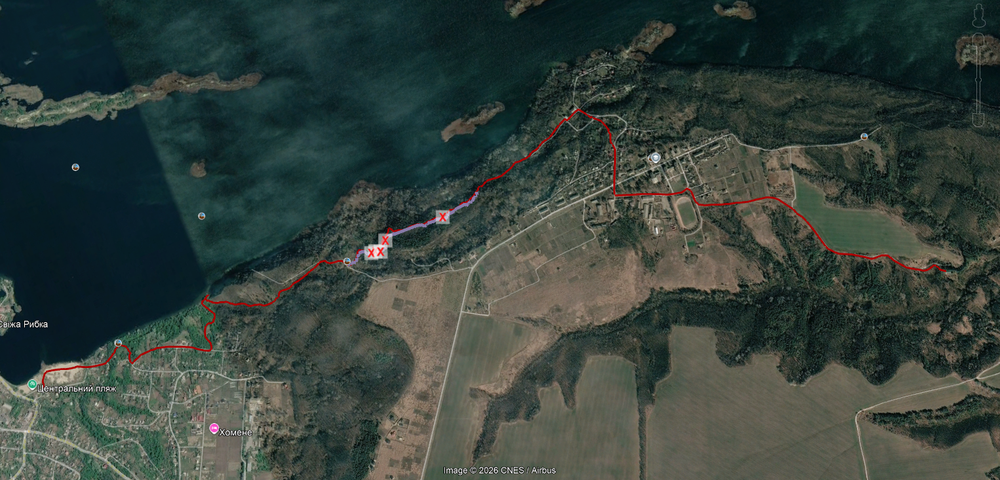 X
X
X X
Свіжа Рибка
Центральний пляж
Хомене
Image © 2026 CNES / Airbus